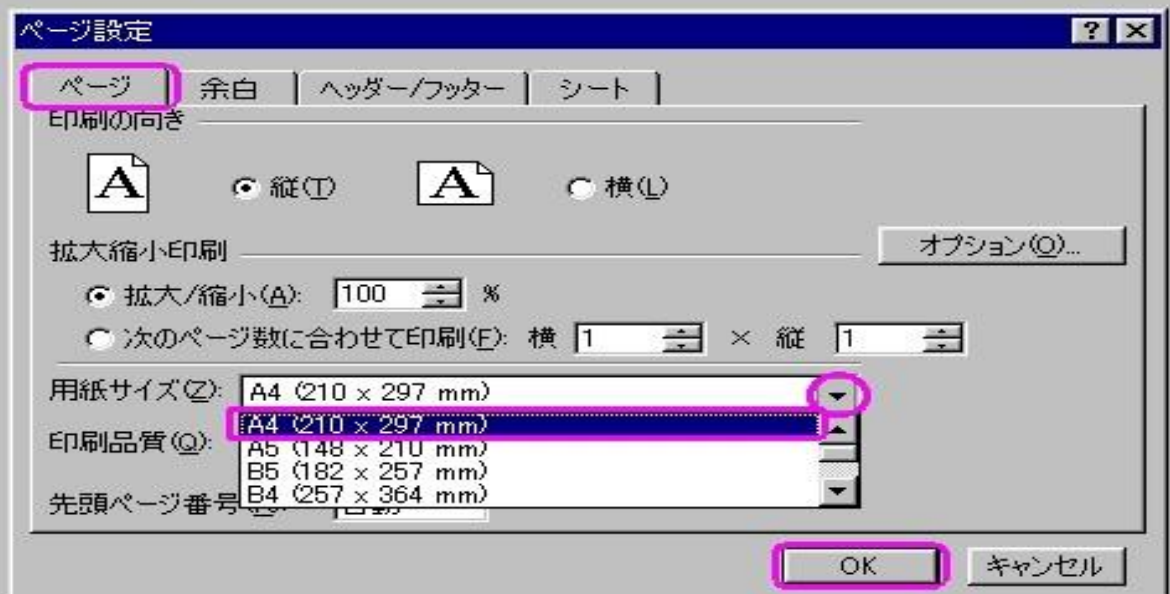 ページ設定
ページ 余白 ヘッダー/フッター シート
印刷の向き
A 縦(T) A 横(L)
拡大縮小印刷 オプション(O)...
拡大/縮小(A): 100 %
次のページ数に合わせて印刷(F): 横 1 × 縦 1
用紙サイズ(Z): A4 (210 x 297 mm)
A4 (210 x 297 mm)
印刷品質(Q): A5 (148 x 210 mm)
B5 (182 x 257 mm)
先頭ページ番号 B4 (257 x 364 mm)
OK キャンセル